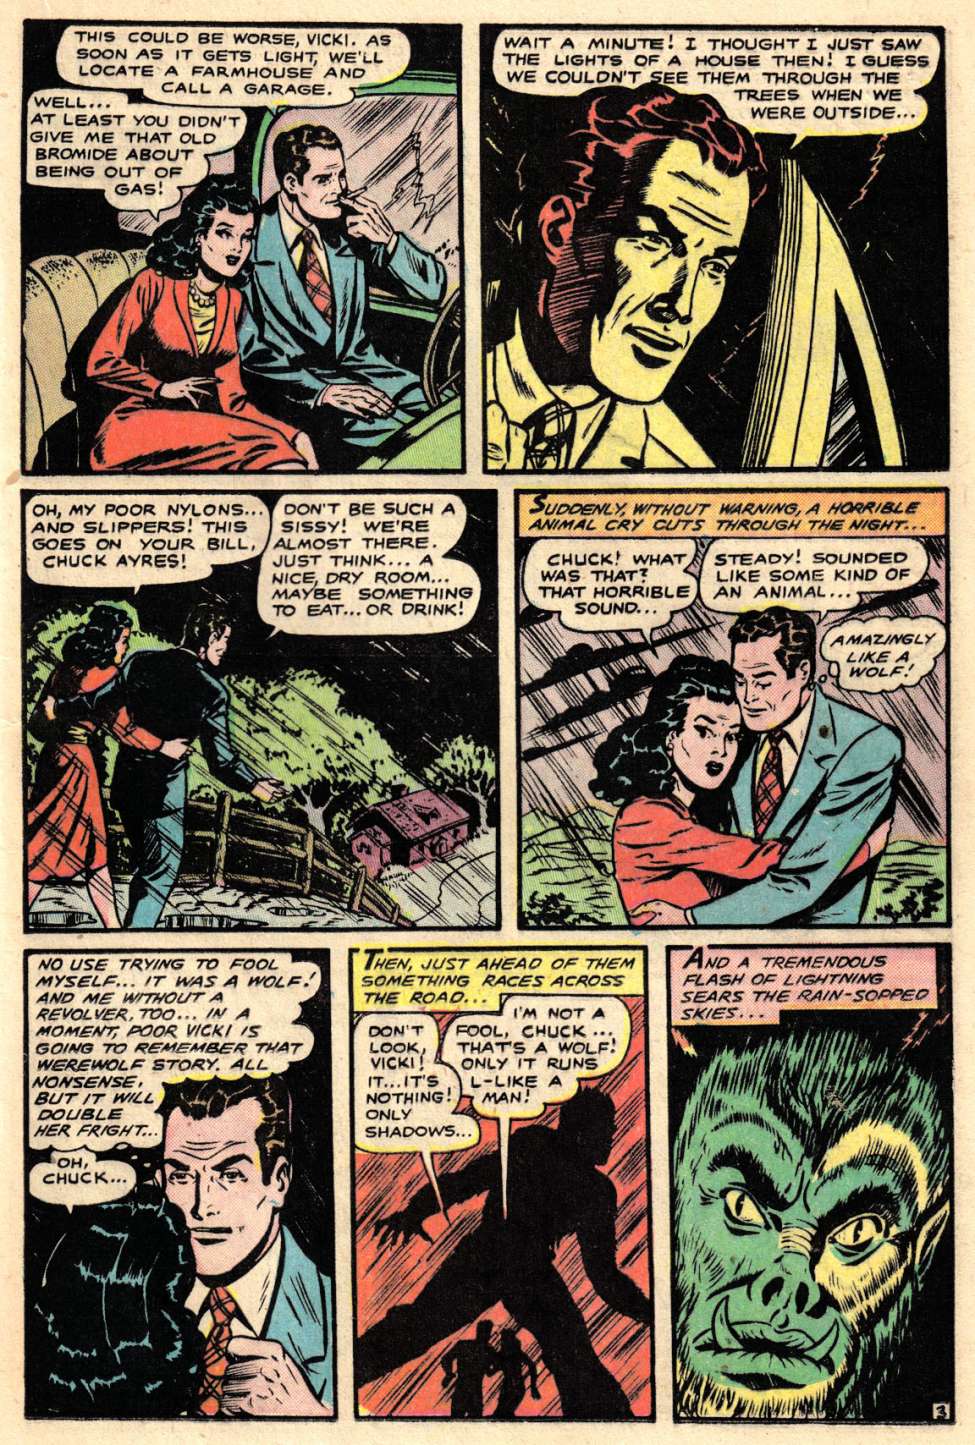 THIS COULD BE WORSE, VICKI. AS
SOON AS IT GETS LIGHT, WE'LL
LOCATE A FARMHOUSE AND
CALL A GARAGE.
WELL...
AT LEAST YOU DIDN'T
GIVE ME THAT OLD
BROMIDE ABOUT
BEING OUT OF
GAS!
WAIT A MINUTE! I THOUGHT I JUST SAW
THE LIGHTS OF A HOUSE THEN! I GUESS
WE COULDN'T SEE THEM THROUGH THE
TREES WHEN WE
WERE OUTSIDE...
OH, MY POOR NYLONS...
AND SLIPPERS! THIS
GOES ON YOUR BILL,
CHUCK AYRES!
DON'T BE SUCH A
SISSY! WE'RE
ALMOST THERE.
JUST THINK... A
NICE, DRY ROOM...
MAYBE SOMETHING
TO EAT... OR DRINK!
SUDDENLY, WITHOUT WARNING, A HORRIBLE
ANIMAL CRY CUTS THROUGH THE NIGHT...
CHUCK! WHAT
WAS THAT?
THAT HORRIBLE
SOUND...
STEADY! SOUNDED
LIKE SOME KIND OF
AN ANIMAL...
AMAZINGLY
LIKE A
WOLF!
NO USE TRYING TO FOOL
MYSELF... IT WAS A WOLF!
AND ME WITHOUT A
REVOLVER, TOO... IN A
MOMENT, POOR VICKI IS
GOING TO REMEMBER THAT
WEREWOLF STORY. ALL
NONSENSE,
BUT IT WILL
DOUBLE
HER FRIGHT...
OH,
CHUCK...
THEN, JUST AHEAD OF THEM
SOMETHING RACES ACROSS
THE ROAD...
DON'T
LOOK,
VICKI!
IT...IT'S
NOTHING!
ONLY
SHADOWS...
I'M NOT A
FOOL, CHUCK...
THAT'S A WOLF!
ONLY IT RUNS
L-LIKE A
MAN!
AND A TREMENDOUS
FLASH OF LIGHTNING
SEARS THE RAIN-SOPPED
SKIES...
3